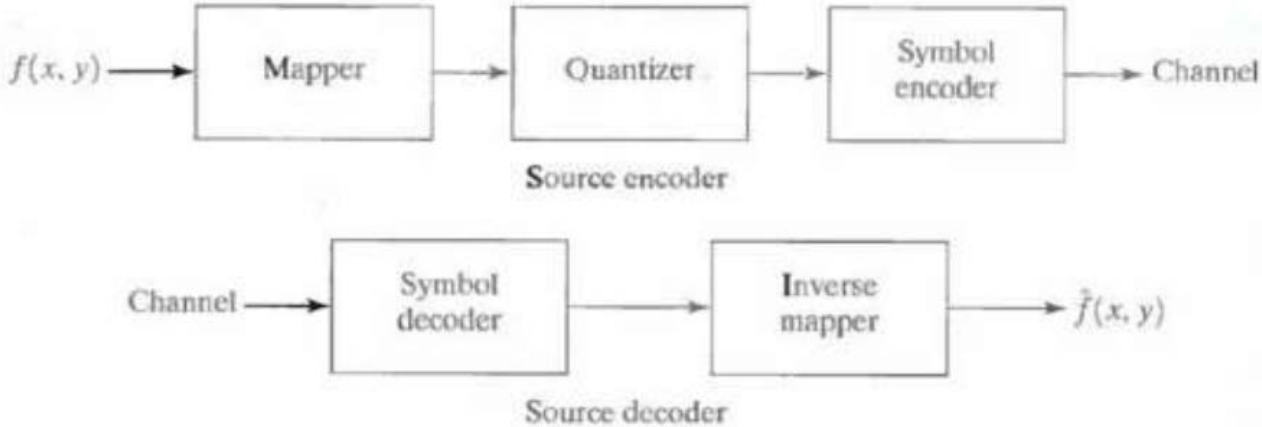 f(x, y)
Mapper
Quantizer
Symbol
encoder
Channel
Source encoder
Channel
Symbol
decoder
Inverse
mapper
f̂(x, y)
Source decoder